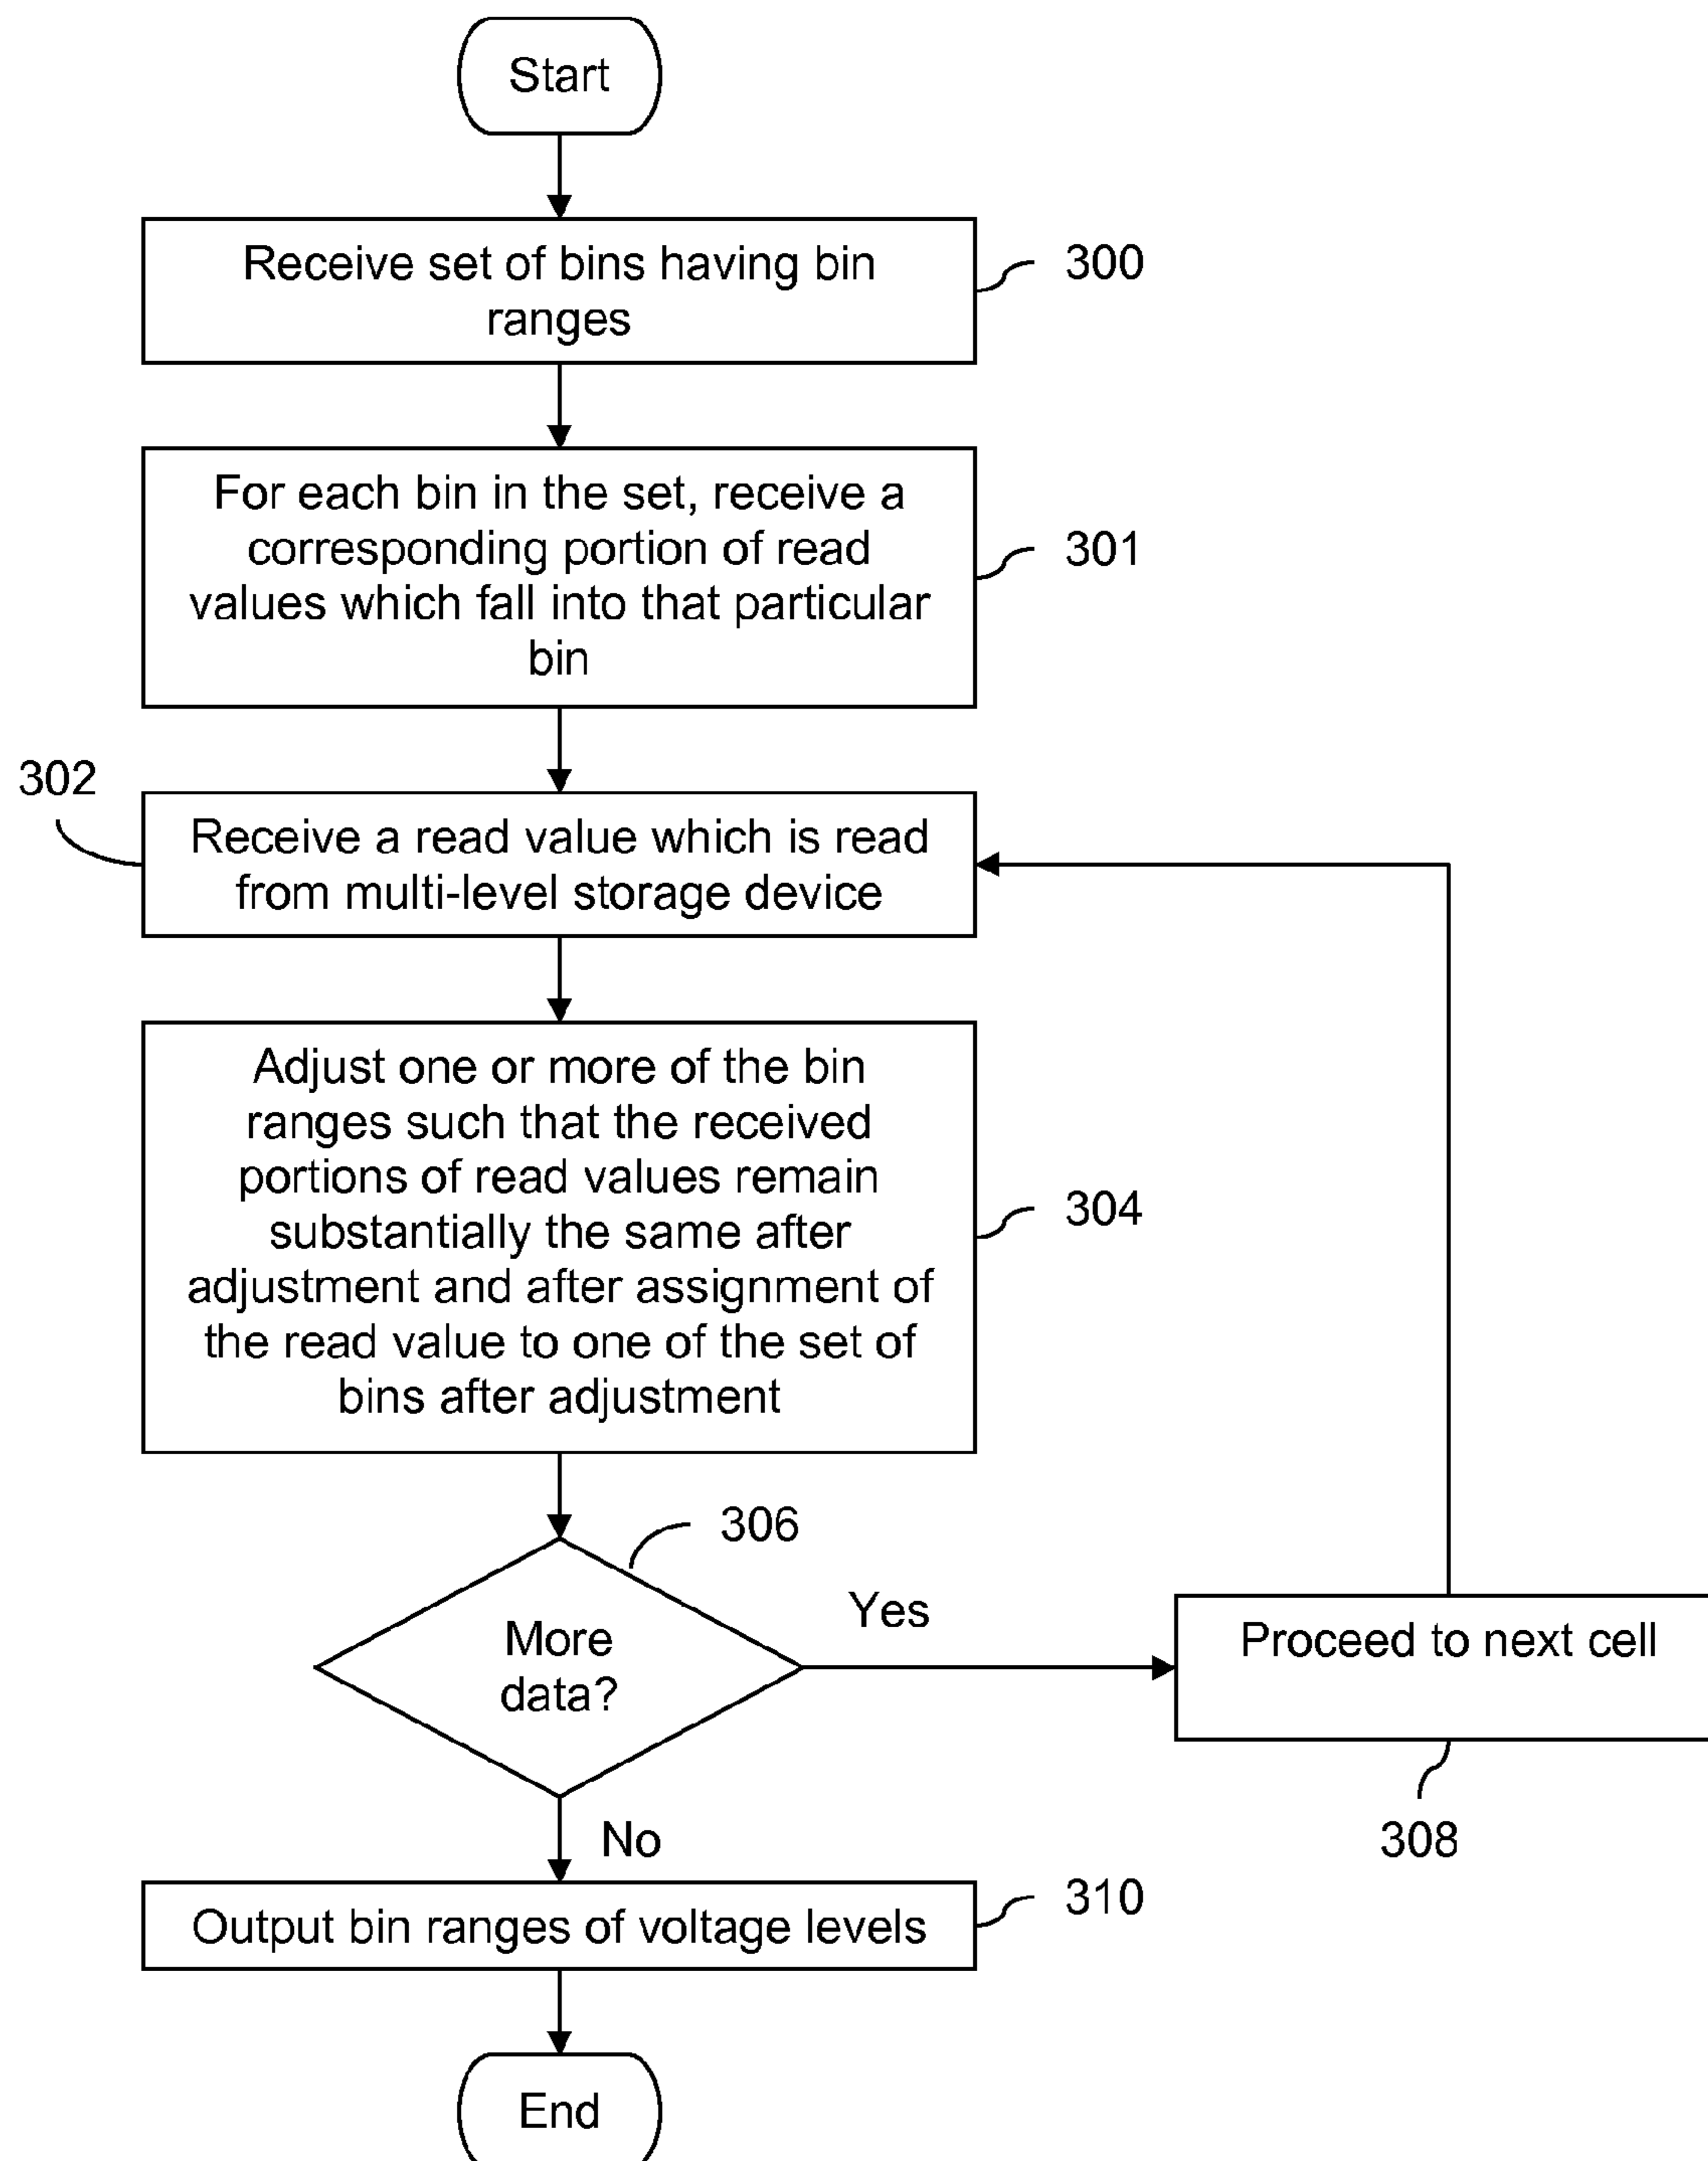 Start
Receive set of bins having bin
ranges
300
For each bin in the set, receive a
corresponding portion of read
values which fall into that particular
bin
301
302
Receive a read value which is read
from multi-level storage device
Adjust one or more of the bin
ranges such that the received
portions of read values remain
substantially the same after
adjustment and after assignment of
the read value to one of the set of
bins after adjustment
304
306
More
data?
Yes
Proceed to next cell
308
No
Output bin ranges of voltage levels
310
End